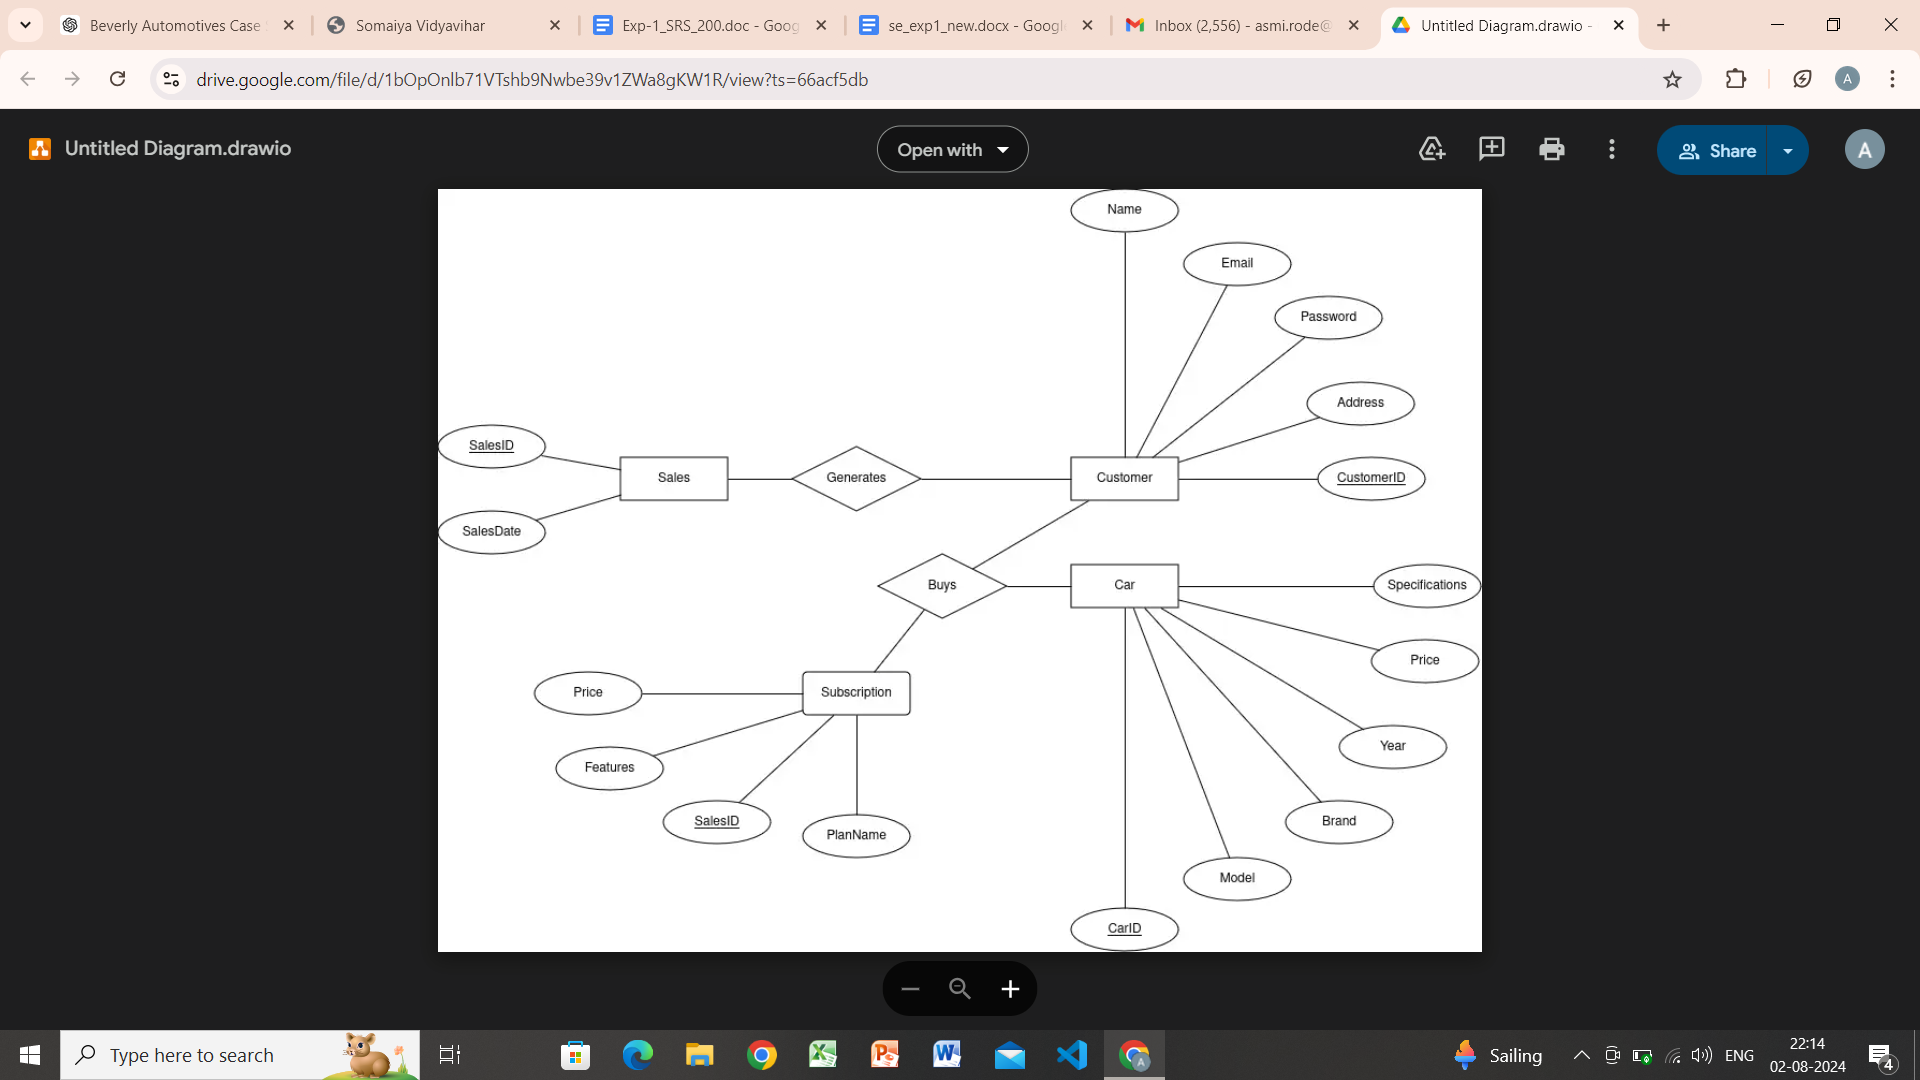 Beverly Automotives Case
Somaiya Vidyavihar
Exp-1_SRS_200.doc - Goog
se_exp1_new.docx - Googl
Inbox (2,556) - asmi.rode@
Untitled Diagram.drawio -
drive.google.com/file/d/1bOpOnlb71VTshb9Nwbe39v1ZWa8gKW1R/view?ts=66acf5db
A
Untitled Diagram.drawio
Open with
Share
A
Name
Email
Password
Address
SalesID
Sales
Generates
Customer
CustomerID
SalesDate
Buys
Car
Specifications
Price
Price
Subscription
Year
Features
SalesID
PlanName
Brand
Model
CarID
Type here to search
Sailing
ENG
22:14
02-08-2024
4